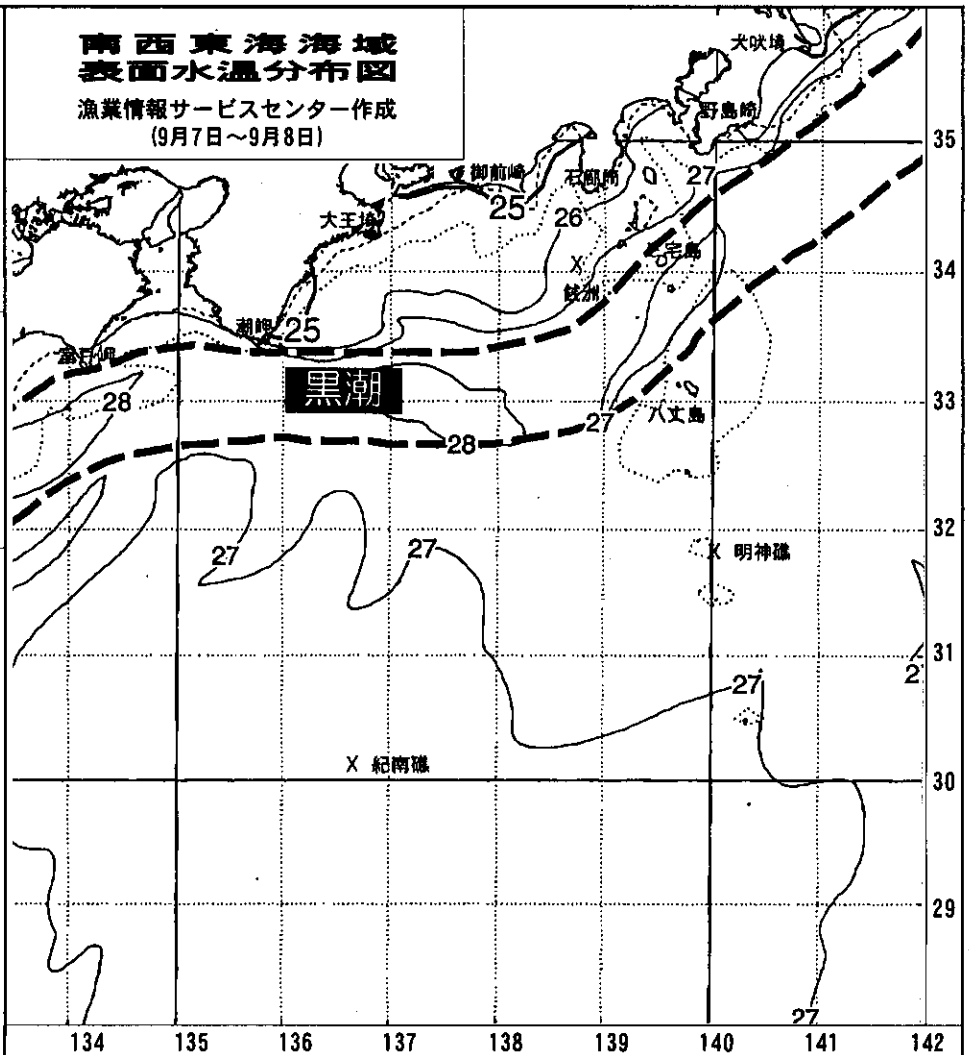 南西東海海域
表面水温分布図
漁業情報サービスセンター作成
(9月7日～9月8日)
犬吠埼
野島崎
35
御前崎
石廊崎
27
25
26
大王埼
三宅島
34
銭洲
潮岬
25
室戸岬
黒潮
28
33
27
八丈島
28
32
27
27
X 明神礁
31
2
27
X 紀南礁
30
29
27
134 135 136 137 138 139 140 141 142